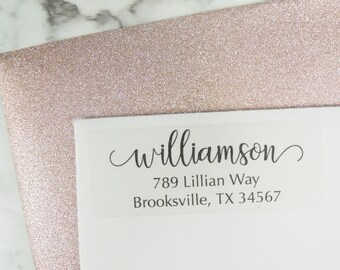 williamson
789 Lillian Way
Brooksville, TX 34567